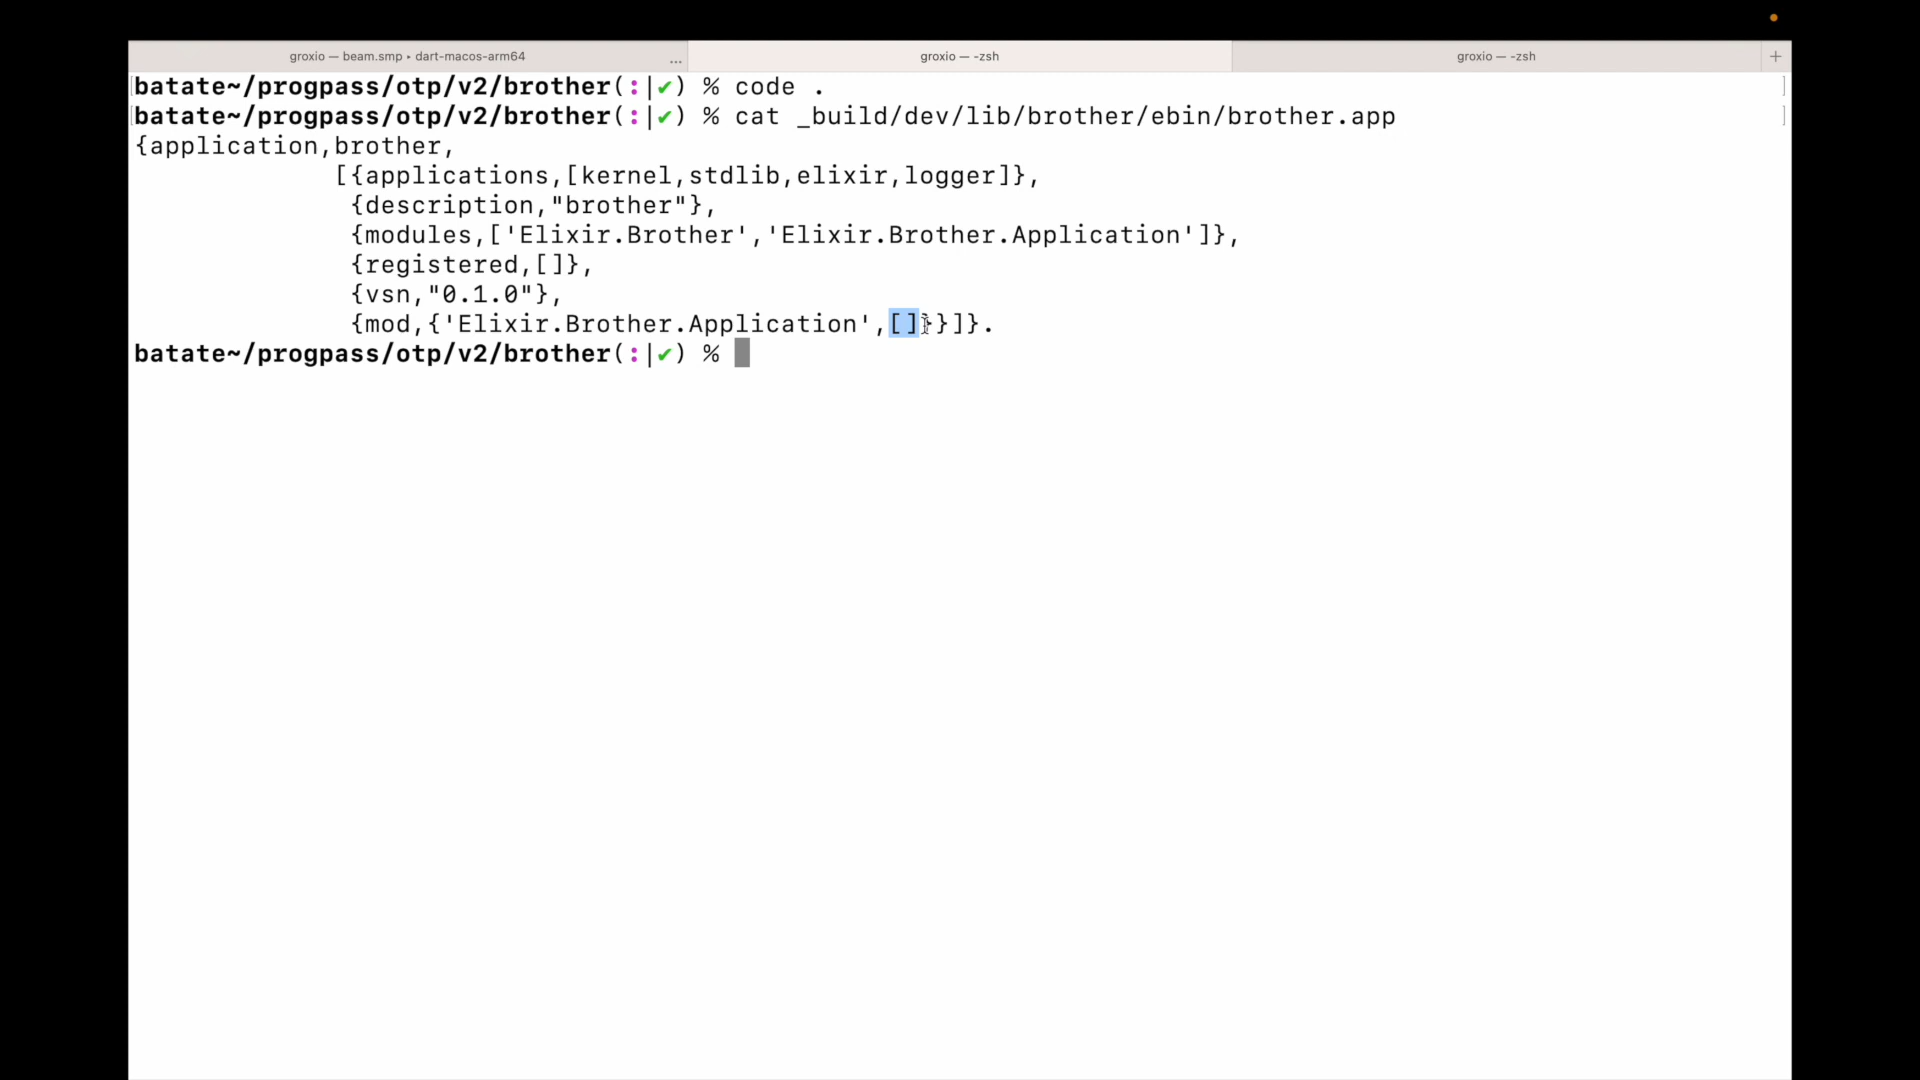 groxio — beam.smp ▸ dart-macos-arm64 ... groxio — -zsh groxio — -zsh +
batate~/progpass/otp/v2/brother(:|✔) % code .
batate~/progpass/otp/v2/brother(:|✔) % cat _build/dev/lib/brother/ebin/brother.app
{application,brother,
             [{applications,[kernel,stdlib,elixir,logger]},
              {description,"brother"},
              {modules,['Elixir.Brother','Elixir.Brother.Application']},
              {registered,[]},
              {vsn,"0.1.0"},
              {mod,{'Elixir.Brother.Application',[]}}]}.
batate~/progpass/otp/v2/brother(:|✔) %